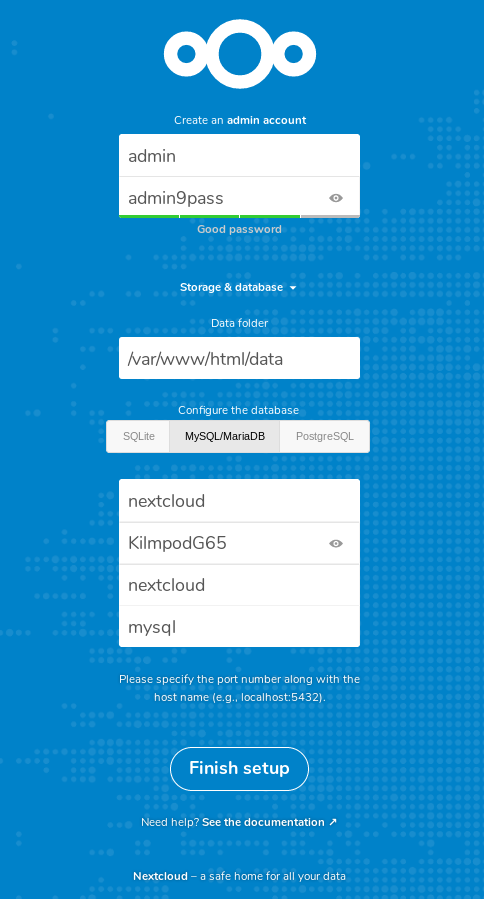 Create an admin account
admin
admin9pass
Good password
Storage & database
Data folder
/var/www/html/data
Configure the database
SQLite MySQL/MariaDB PostgreSQL
nextcloud
KilmpodG65
nextcloud
mysql
Please specify the port number along with the
host name (e.g., localhost:5432).
Finish setup
Need help? See the documentation ↗
Nextcloud – a safe home for all your data